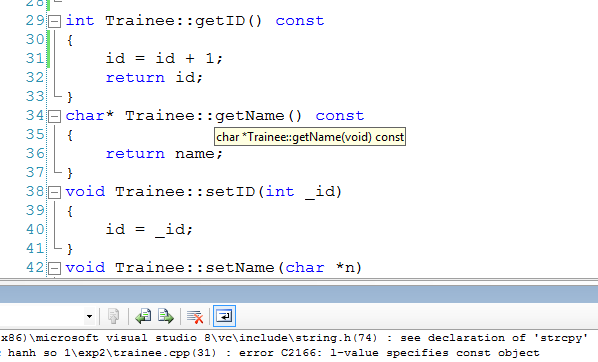 28
29 int Trainee::getID() const
30 {
31 id = id + 1;
32 return id;
33 }
34 char* Trainee::getName() const
35 {
char *Trainee::getName(void) const
36 return name;
37 }
38 void Trainee::setID(int _id)
39 {
40 id = _id;
41 }
42 void Trainee::setName(char *n)
x86)\microsoft visual studio 8\vc\include\string.h(74) : see declaration of 'strcpy'
hanh so 1\exp2\trainee.cpp(31) : error C2166: l-value specifies const object